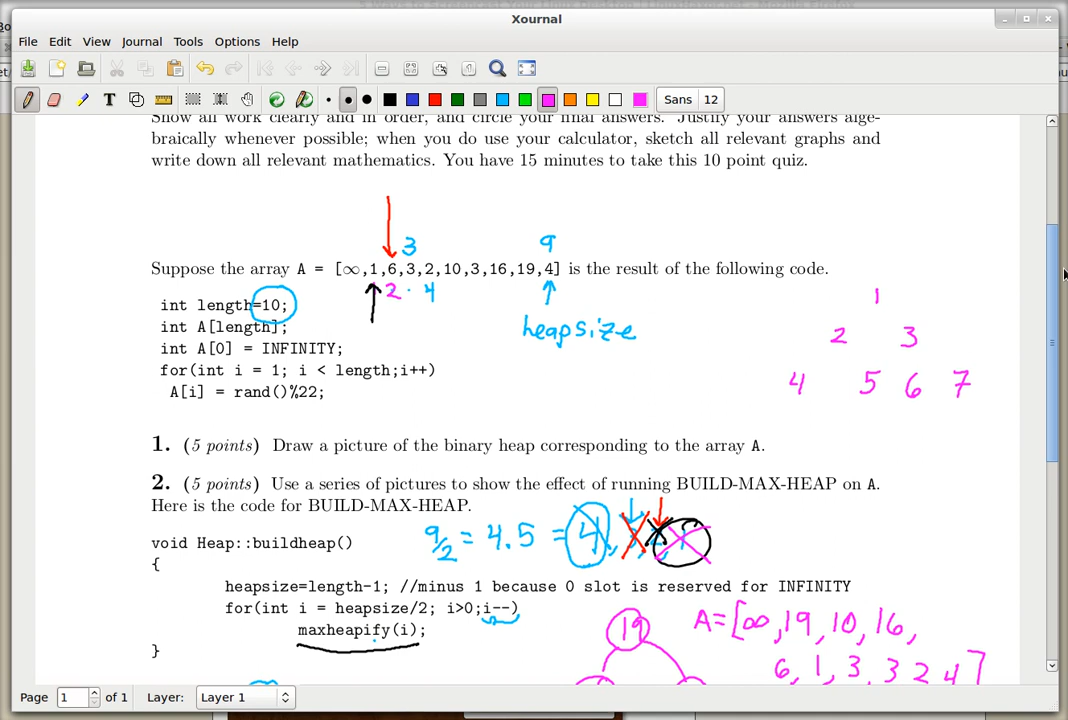 Xournal
File Edit View Journal Tools Options Help
T Sans 12
Show all work clearly and in order, and circle your final answers. Justify your answers alge-
braically whenever possible; when you do use your calculator, sketch all relevant graphs and
write down all relevant mathematics. You have 15 minutes to take this 10 point quiz.
3 9
Suppose the array A = [∞,1,6,3,2,10,3,16,19,4] is the result of the following code.
2 · 4
heapsize
int length=10;
int A[length];
int A[0] = INFINITY;
for(int i = 1; i < length;i++)
A[i] = rand()%22;
1
2 3
4 5 6 7
1. (5 points) Draw a picture of the binary heap corresponding to the array A.
2. (5 points) Use a series of pictures to show the effect of running BUILD-MAX-HEAP on A.
Here is the code for BUILD-MAX-HEAP.
9/2 = 4.5 = 4,
void Heap::buildheap()
{
heapsize=length-1; //minus 1 because 0 slot is reserved for INFINITY
for(int i = heapsize/2; i>0;i--)
maxheapify(i);
}
19
A=[∞,19,10,16,
6,1,3,3 2 4]
Page 1 of 1 Layer: Layer 1